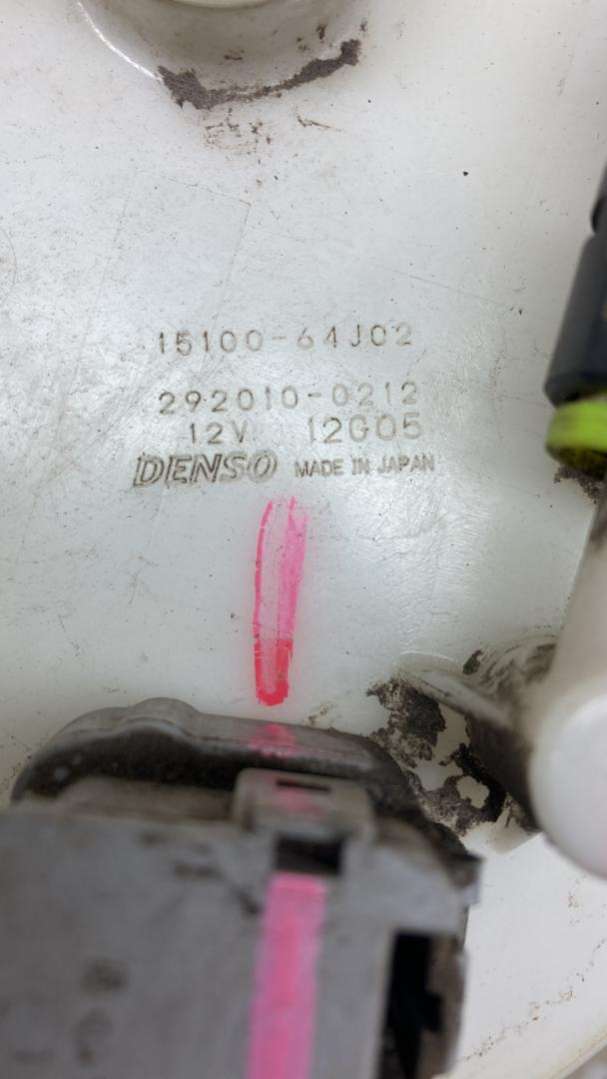 15100-64J02
292010-0212
12V 12G05
DENSO MADE IN JAPAN